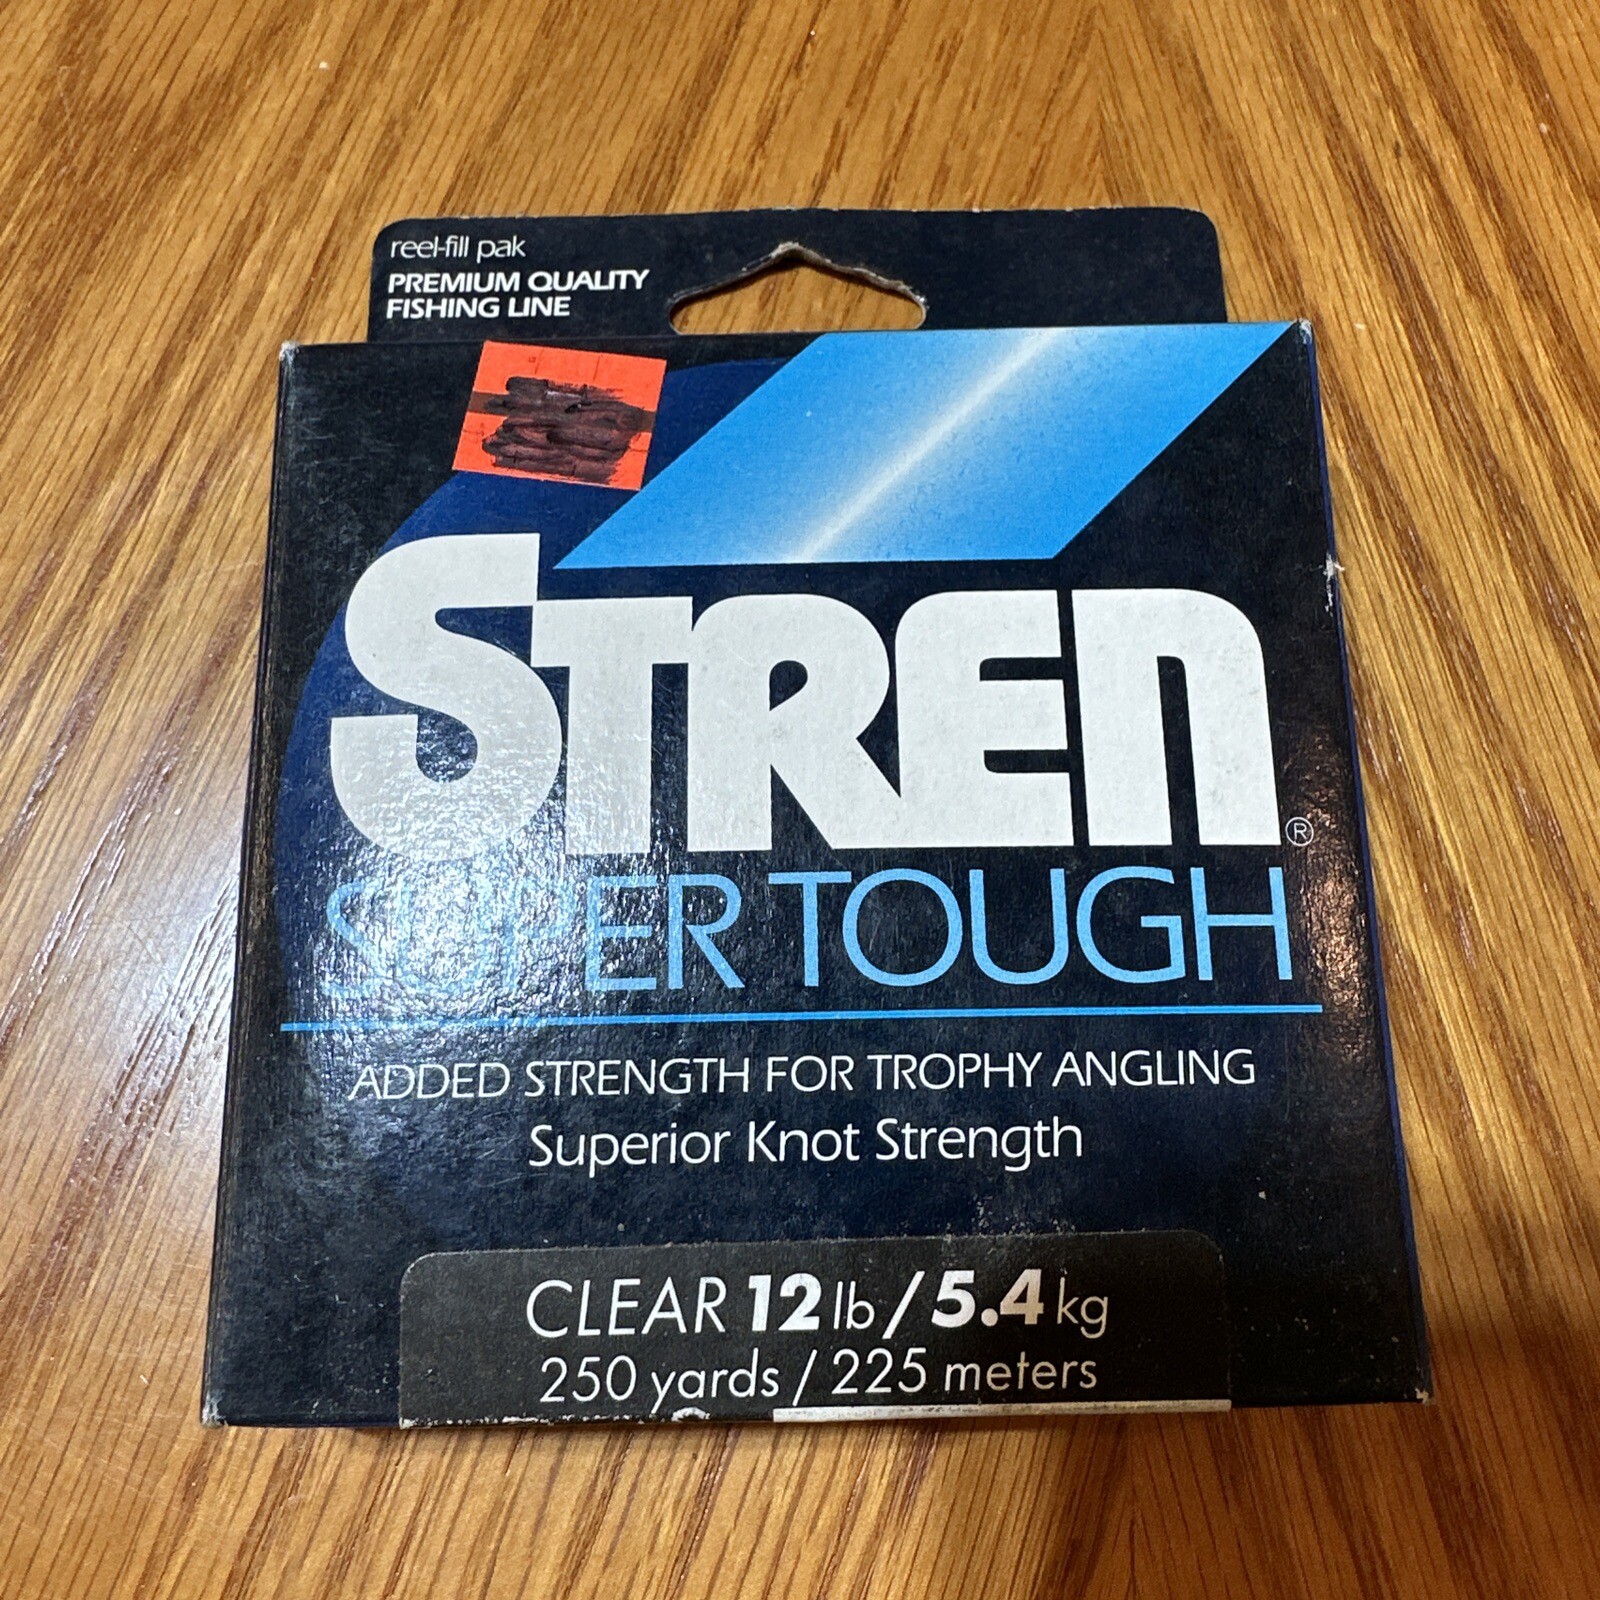 reel-fill pak
PREMIUM QUALITY
FISHING LINE
STREN®
SUPER TOUGH
ADDED STRENGTH FOR TROPHY ANGLING
Superior Knot Strength
CLEAR 12 lb / 5.4 kg
250 yards / 225 meters